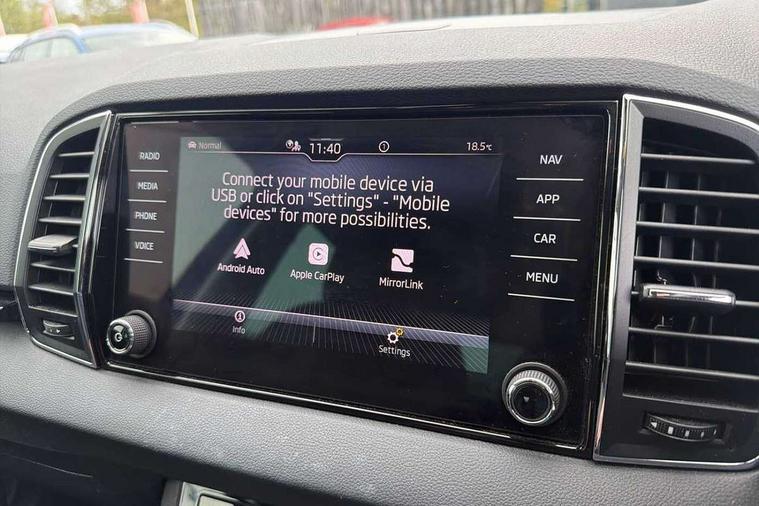 Normal
11:40
18.5°C
RADIO
MEDIA
PHONE
VOICE
Connect your mobile device via
USB or click on "Settings" - "Mobile
devices" for more possibilities.
Android Auto
Apple CarPlay
MirrorLink
Info
Settings
NAV
APP
CAR
MENU